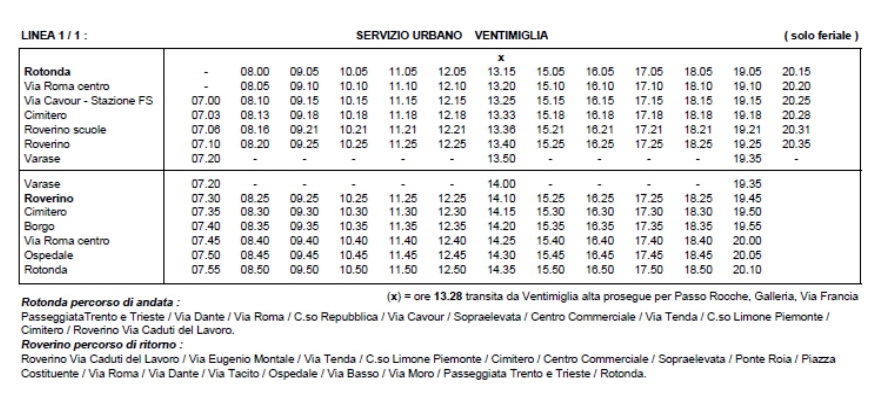 LINEA 1 / 1 : SERVIZIO URBANO VENTIMIGLIA ( solo feriale )
x
Rotonda - 08.00 09.05 10.05 11.05 12.05 13.15 15.05 16.05 17.05 18.05 19.05 20.15
Via Roma centro - 08.05 09.10 10.10 11.10 12.10 13.20 15.10 16.10 17.10 18.10 19.10 20.20
Via Cavour - Stazione FS 07.00 08.10 09.15 10.15 11.15 12.15 13.25 15.15 16.15 17.15 18.15 19.15 20.25
Cimitero 07.03 08.13 09.18 10.18 11.18 12.18 13.33 15.18 16.18 17.18 18.18 19.18 20.28
Roverino scuole 07.06 08.16 09.21 10.21 11.21 12.21 13.36 15.21 16.21 17.21 18.21 19.21 20.31
Roverino 07.10 08.20 09.25 10.25 11.25 12.25 13.40 15.25 16.25 17.25 18.25 19.25 20.35
Varase 07.20 - - - - - 13.50 - - - - 19.35 -
Varase 07.20 - - - - - 14.00 - - - - 19.35
Roverino 07.30 08.25 09.25 10.25 11.25 12.25 14.10 15.25 16.25 17.25 18.25 19.45
Cimitero 07.35 08.30 09.30 10.30 11.30 12.30 14.15 15.30 16.30 17.30 18.30 19.50
Borgo 07.40 08.35 09.35 10.35 11.35 12.35 14.20 15.35 16.35 17.35 18.35 19.55
Via Roma centro 07.45 08.40 09.40 10.40 11.40 12.40 14.25 15.40 16.40 17.40 18.40 20.00
Ospedale 07.50 08.45 09.45 10.45 11.45 12.45 14.30 15.45 16.45 17.45 18.45 20.05
Rotonda 07.55 08.50 09.50 10.50 11.50 12.50 14.35 15.50 16.50 17.50 18.50 20.10
(x) = ore 13.28 transita da Ventimiglia alta prosegue per Passo Rocche, Galleria, Via Francia
Rotonda percorso di andata :
PasseggiataTrento e Trieste / Via Dante / Via Roma / C.so Repubblica / Via Cavour / Sopraelevata / Centro Commerciale / Via Tenda / C.so Limone Piemonte /
Cimitero / Roverino Via Caduti del Lavoro.
Roverino percorso di ritorno :
Roverino Via Caduti del Lavoro / Via Eugenio Montale / Via Tenda / C.so Limone Piemonte / Cimitero / Centro Commerciale / Sopraelevata / Ponte Roia / Piazza
Costituente / Via Roma / Via Dante / Via Tacito / Ospedale / Via Basso / Via Moro / Passeggiata Trento e Trieste / Rotonda.